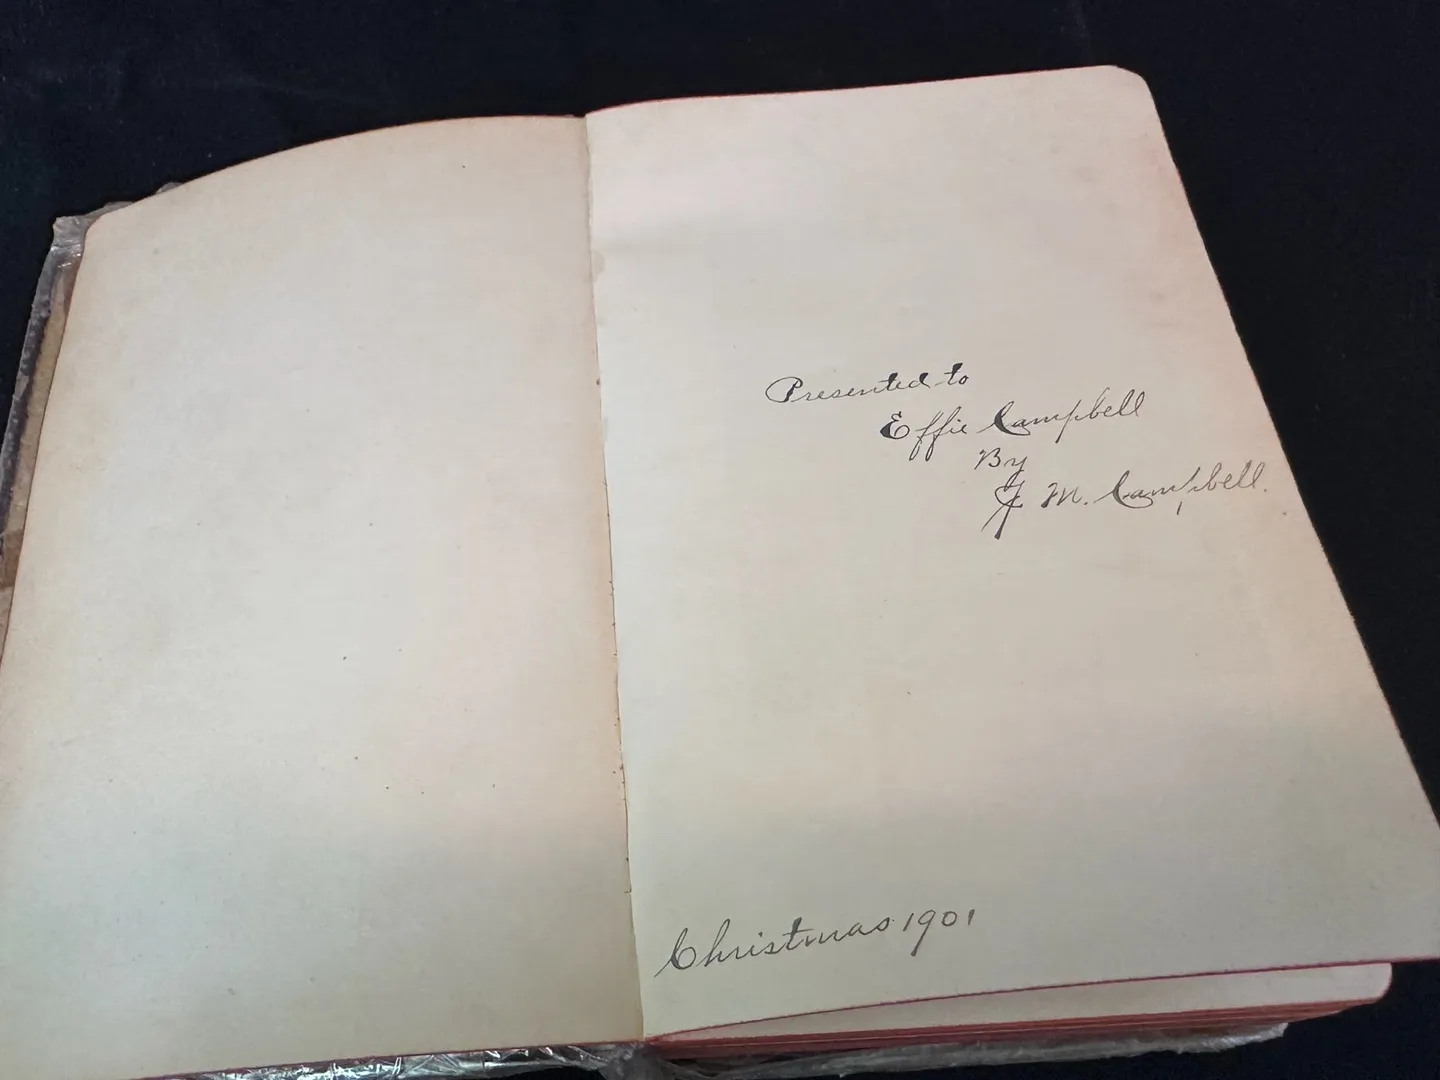 Presented to
Effie Campbell
By
J M. Campbell.
Christmas 1901